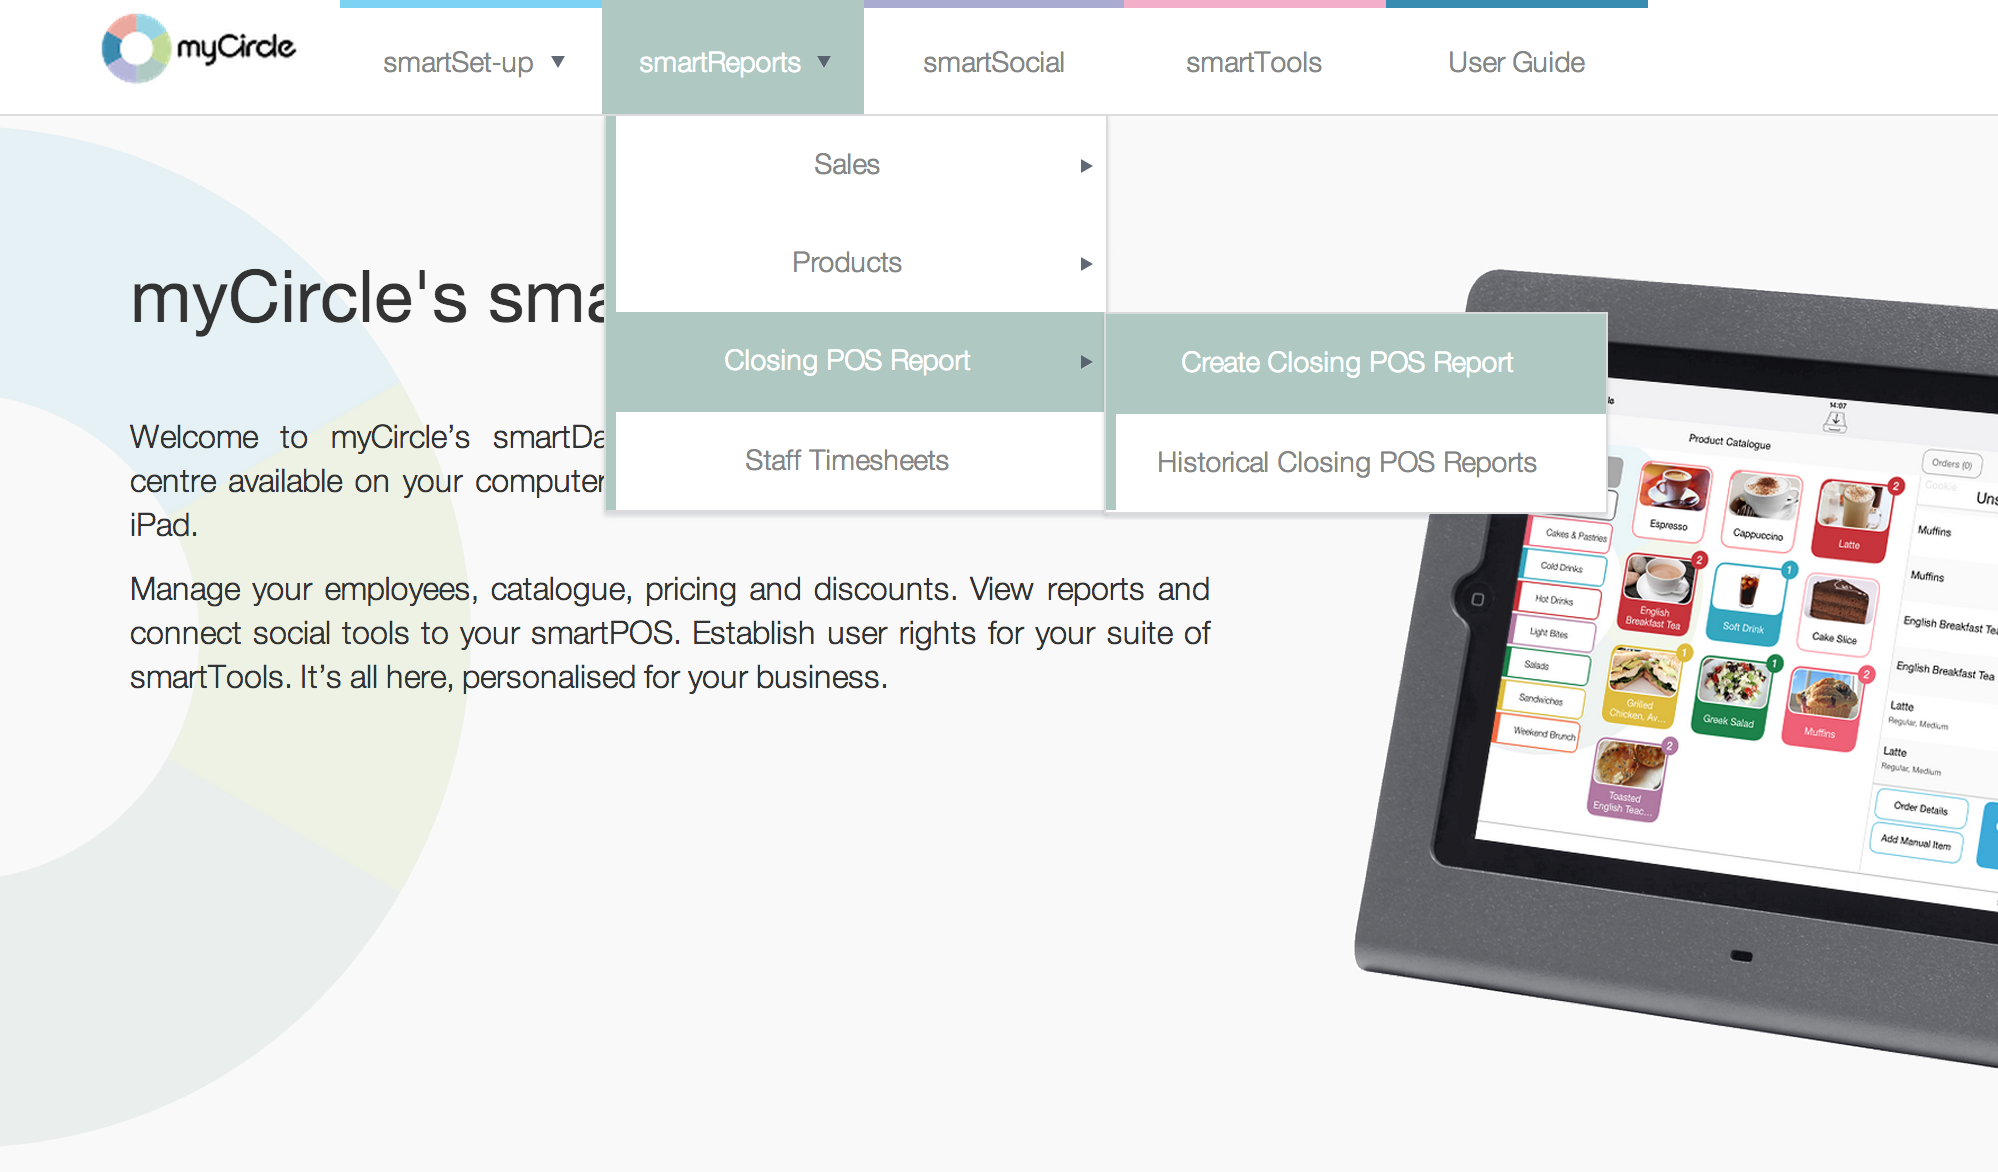 myCircle
smartSet-up ▼
smartReports ▼
smartSocial
smartTools
User Guide
Sales
Products
Closing POS Report
Create Closing POS Report
Staff Timesheets
Historical Closing POS Reports
myCircle's sma
Welcome to myCircle’s smartDa
centre available on your computer
iPad.
Manage your employees, catalogue, pricing and discounts. View reports and
connect social tools to your smartPOS. Establish user rights for your suite of
smartTools. It’s all here, personalised for your business.
14:07
Product Catalogue
Orders (0)
Cookie
Cakes & Pastries
Cold Drinks
Hot Drinks
Light Bites
Salads
Sandwiches
Weekend Brunch
Espresso
Cappuccino
2
Latte
2
English
Breakfast Tea
1
Soft Drink
Cake Slice
1
Grilled
Chicken, Av...
1
Greek Salad
2
Muffins
2
Toasted
English Teac...
Muffins
Muffins
English Breakfast Tea
English Breakfast Tea
Latte
Regular, Medium
Latte
Regular, Medium
Order Details
Add Manual Item